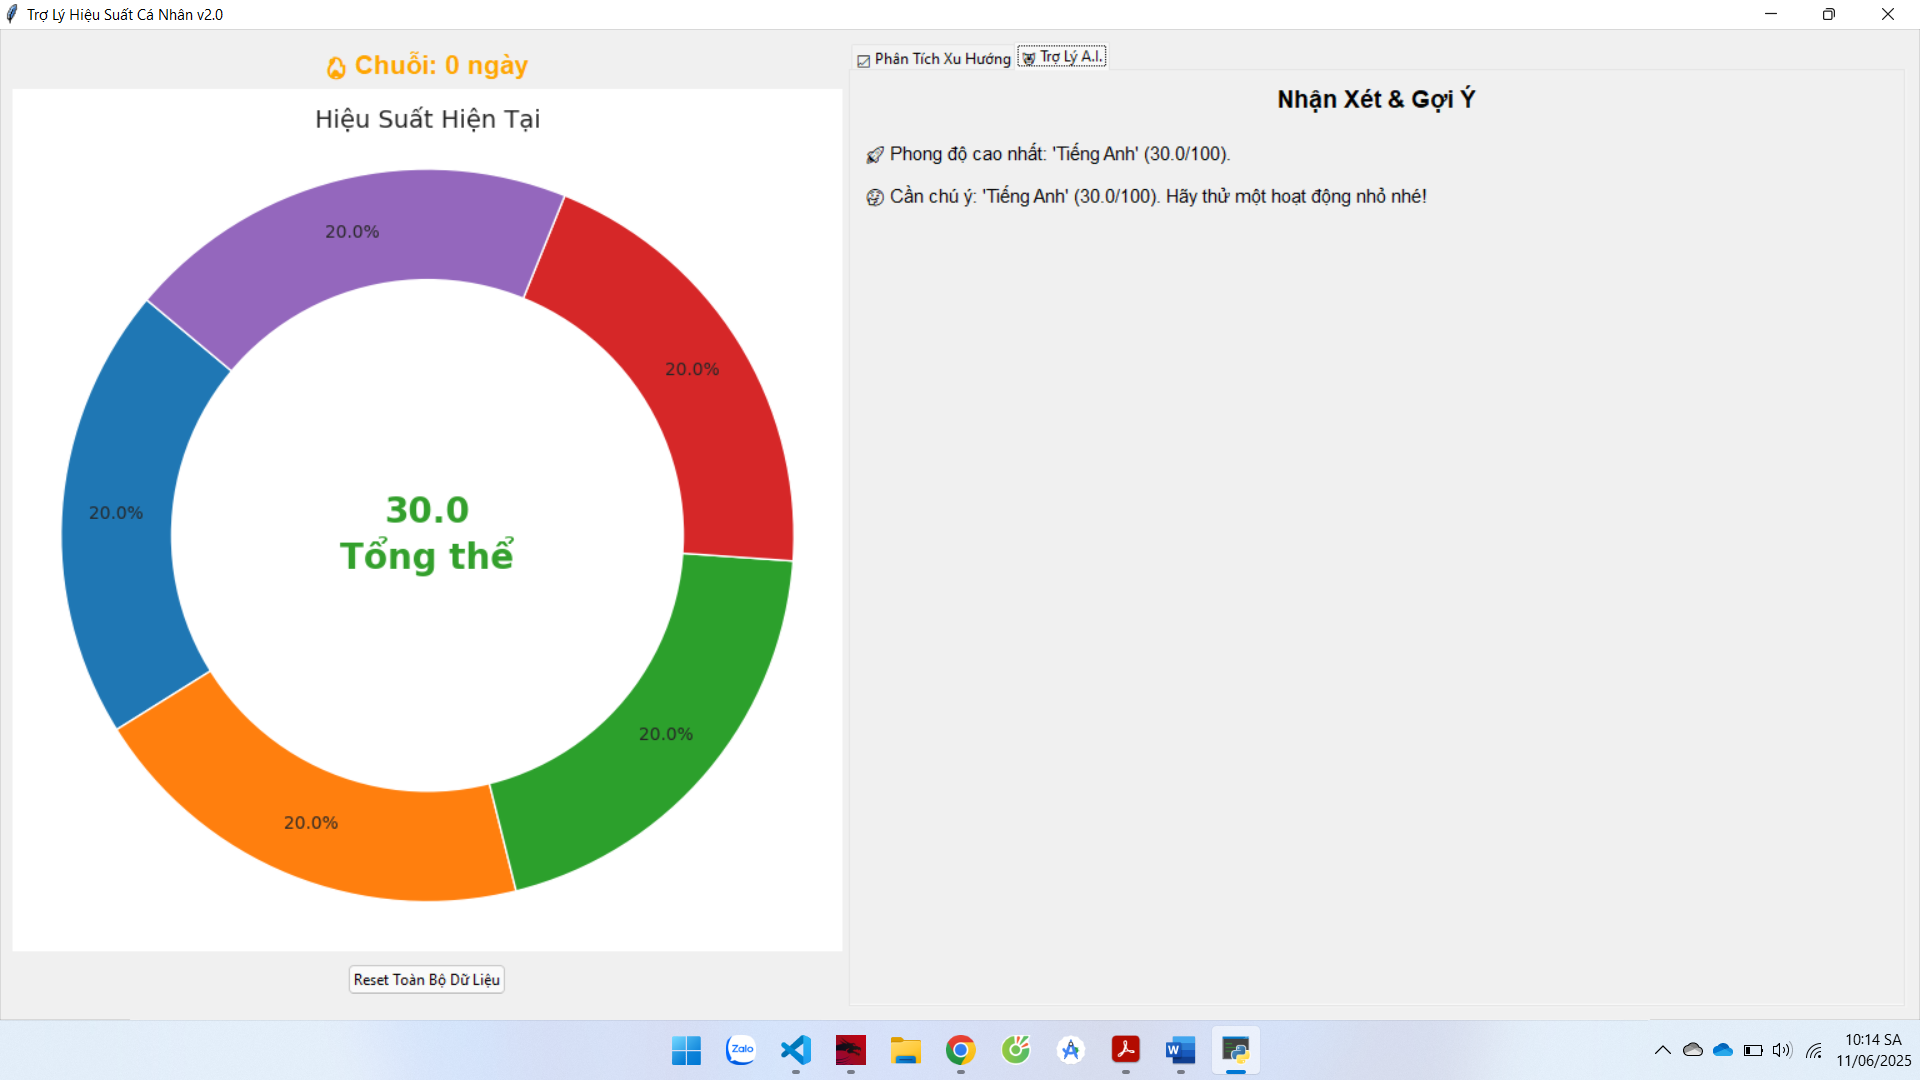 Trợ Lý Hiệu Suất Cá Nhân v2.0
Chuỗi: 0 ngày
Hiệu Suất Hiện Tại
20.0%
20.0%
20.0%
30.0
Tổng thể
20.0%
20.0%
Reset Toàn Bộ Dữ Liệu
Phân Tích Xu Hướng
Trợ Lý A.I.
Nhận Xét & Gợi Ý
Phong độ cao nhất: 'Tiếng Anh' (30.0/100).
Cần chú ý: 'Tiếng Anh' (30.0/100). Hãy thử một hoạt động nhỏ nhé!
Zalo
W
10:14 SA
11/06/2025